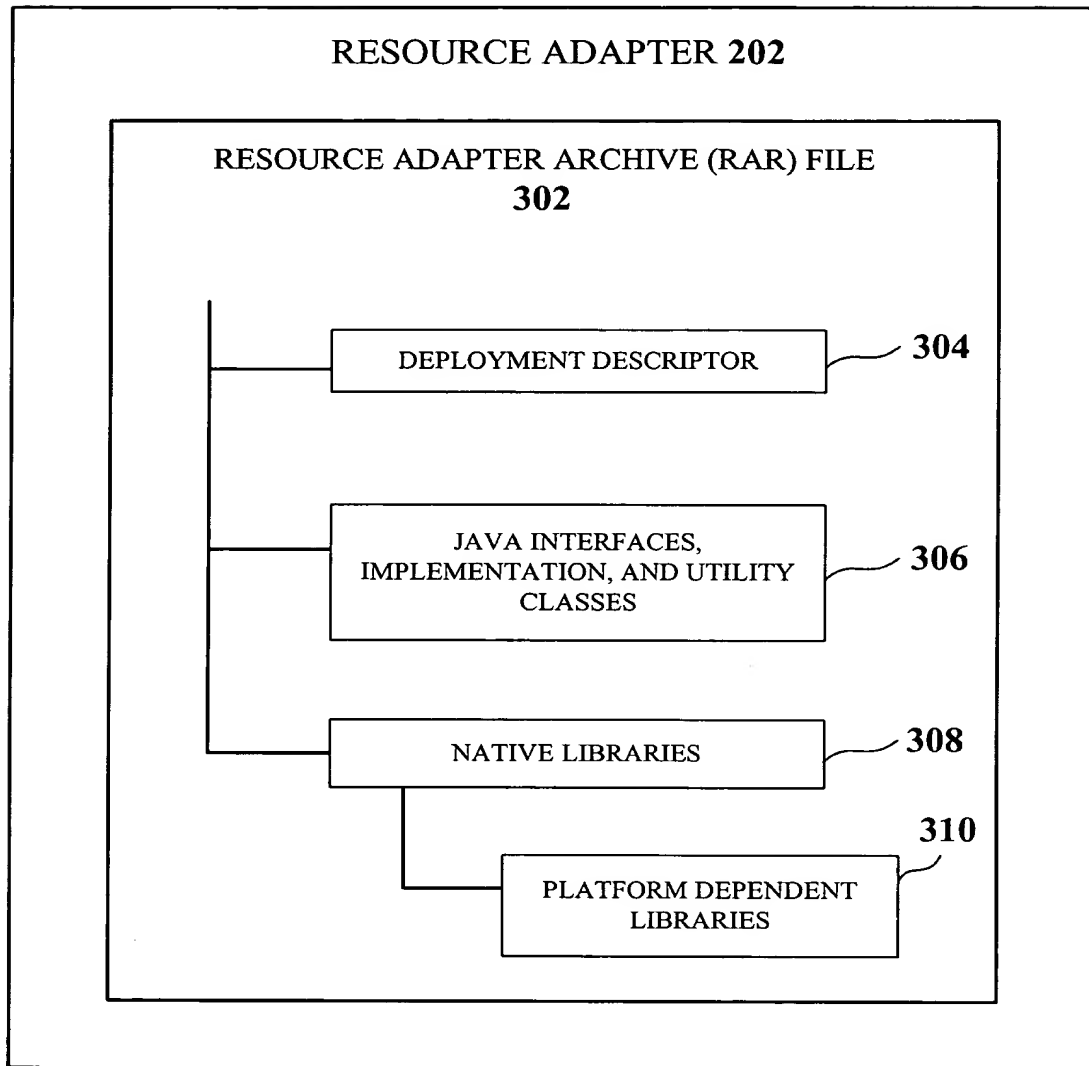 RESOURCE ADAPTER 202
RESOURCE ADAPTER ARCHIVE (RAR) FILE
302
DEPLOYMENT DESCRIPTOR
304
JAVA INTERFACES,
IMPLEMENTATION, AND UTILITY
CLASSES
306
NATIVE LIBRARIES
308
310
PLATFORM DEPENDENT
LIBRARIES